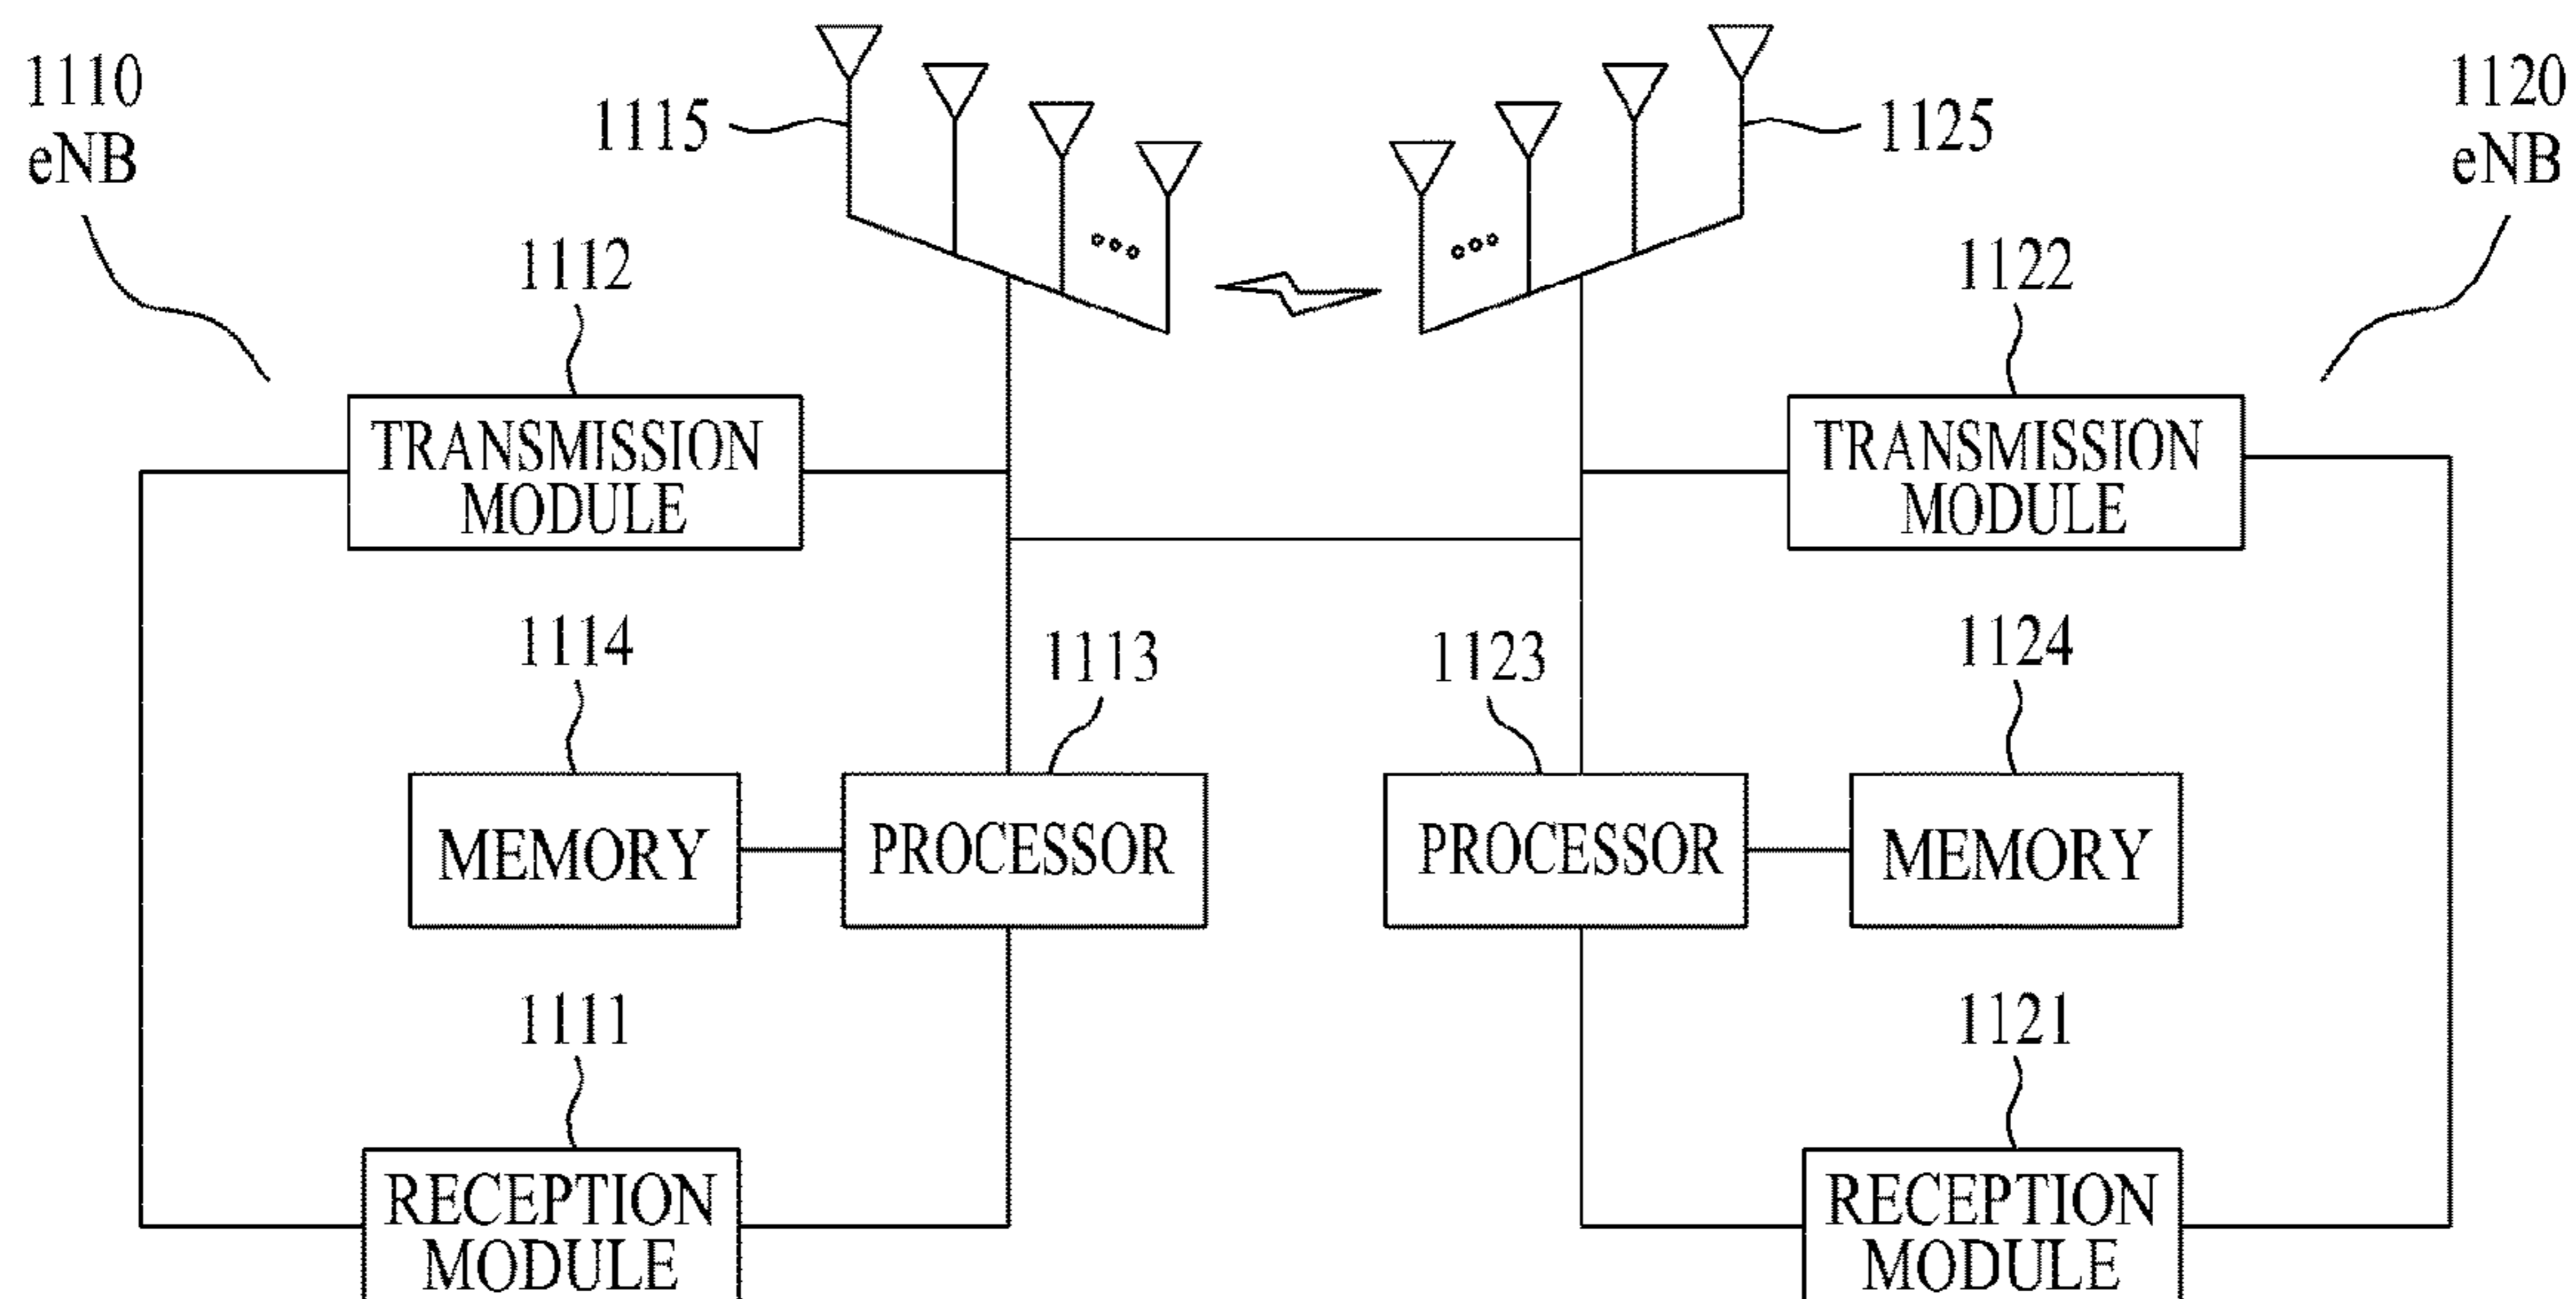 1110
eNB
1115
1125
1120
eNB
1112
1122
TRANSMISSION
MODULE
TRANSMISSION
MODULE
1114
1113
1123
1124
MEMORY
PROCESSOR
PROCESSOR
MEMORY
1111
1121
RECEPTION
MODULE
RECEPTION
MODULE